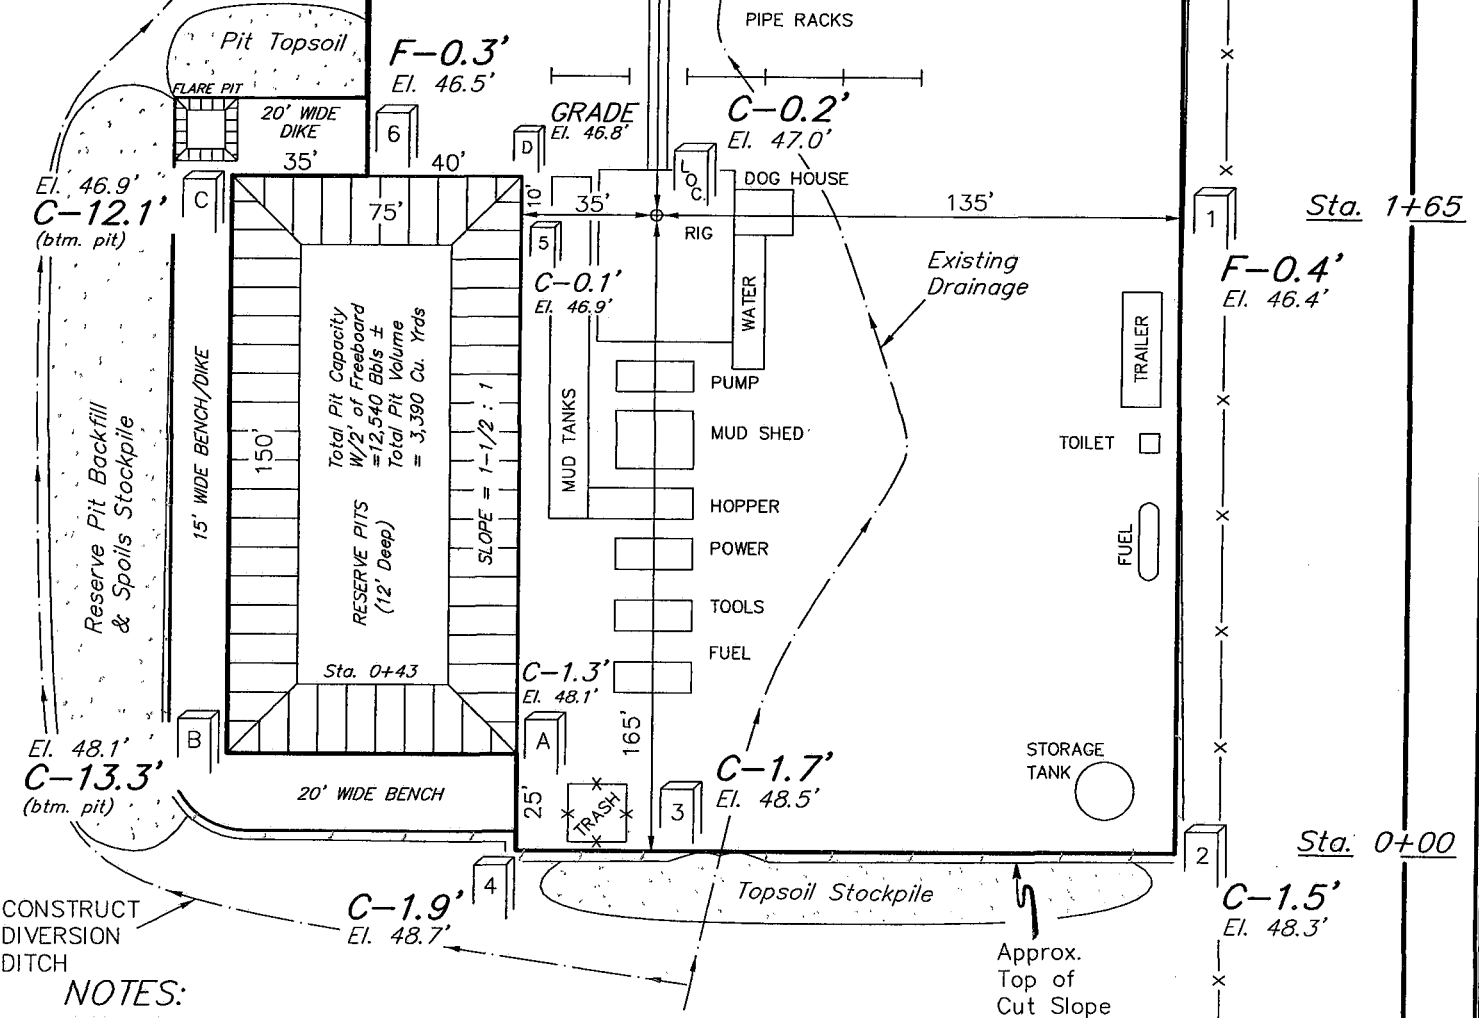 PIPE RACKS
Pit Topsoil
F-0.3'
El. 46.5'
FLARE PIT
20' WIDE
DIKE
6
GRADE
El. 46.8'
D
C-0.2'
El. 47.0'
35'
40'
10'
LOC.
DOG HOUSE
El. 46.9'
C-12.1'
(btm. pit)
C
75'
35'
RIG
135'
1
Sta. 1+65
5
C-0.1'
El. 46.9'
Existing
Drainage
F-0.4'
El. 46.4'
WATER
TRAILER
Total Pit Capacity
W/2' of Freeboard
=12,540 Bbls ±
Total Pit Volume
= 3,390 Cu. Yrds
15' WIDE BENCH/DIKE
Reserve Pit Backfill
& Spoils Stockpile
150'
RESERVE PITS
(12' Deep)
SLOPE = 1-1/2 : 1
MUD TANKS
PUMP
MUD SHED
HOPPER
POWER
TOOLS
FUEL
TOILET
FUEL
Sta. 0+43
C-1.3'
El. 48.1'
B
El. 48.1'
C-13.3'
(btm. pit)
A
165'
20' WIDE BENCH
25'
TRASH
3
C-1.7'
El. 48.5'
STORAGE
TANK
2
Sta. 0+00
4
C-1.9'
El. 48.7'
Topsoil Stockpile
C-1.5'
El. 48.3'
CONSTRUCT
DIVERSION
DITCH
Approx.
Top of
Cut Slope
NOTES: